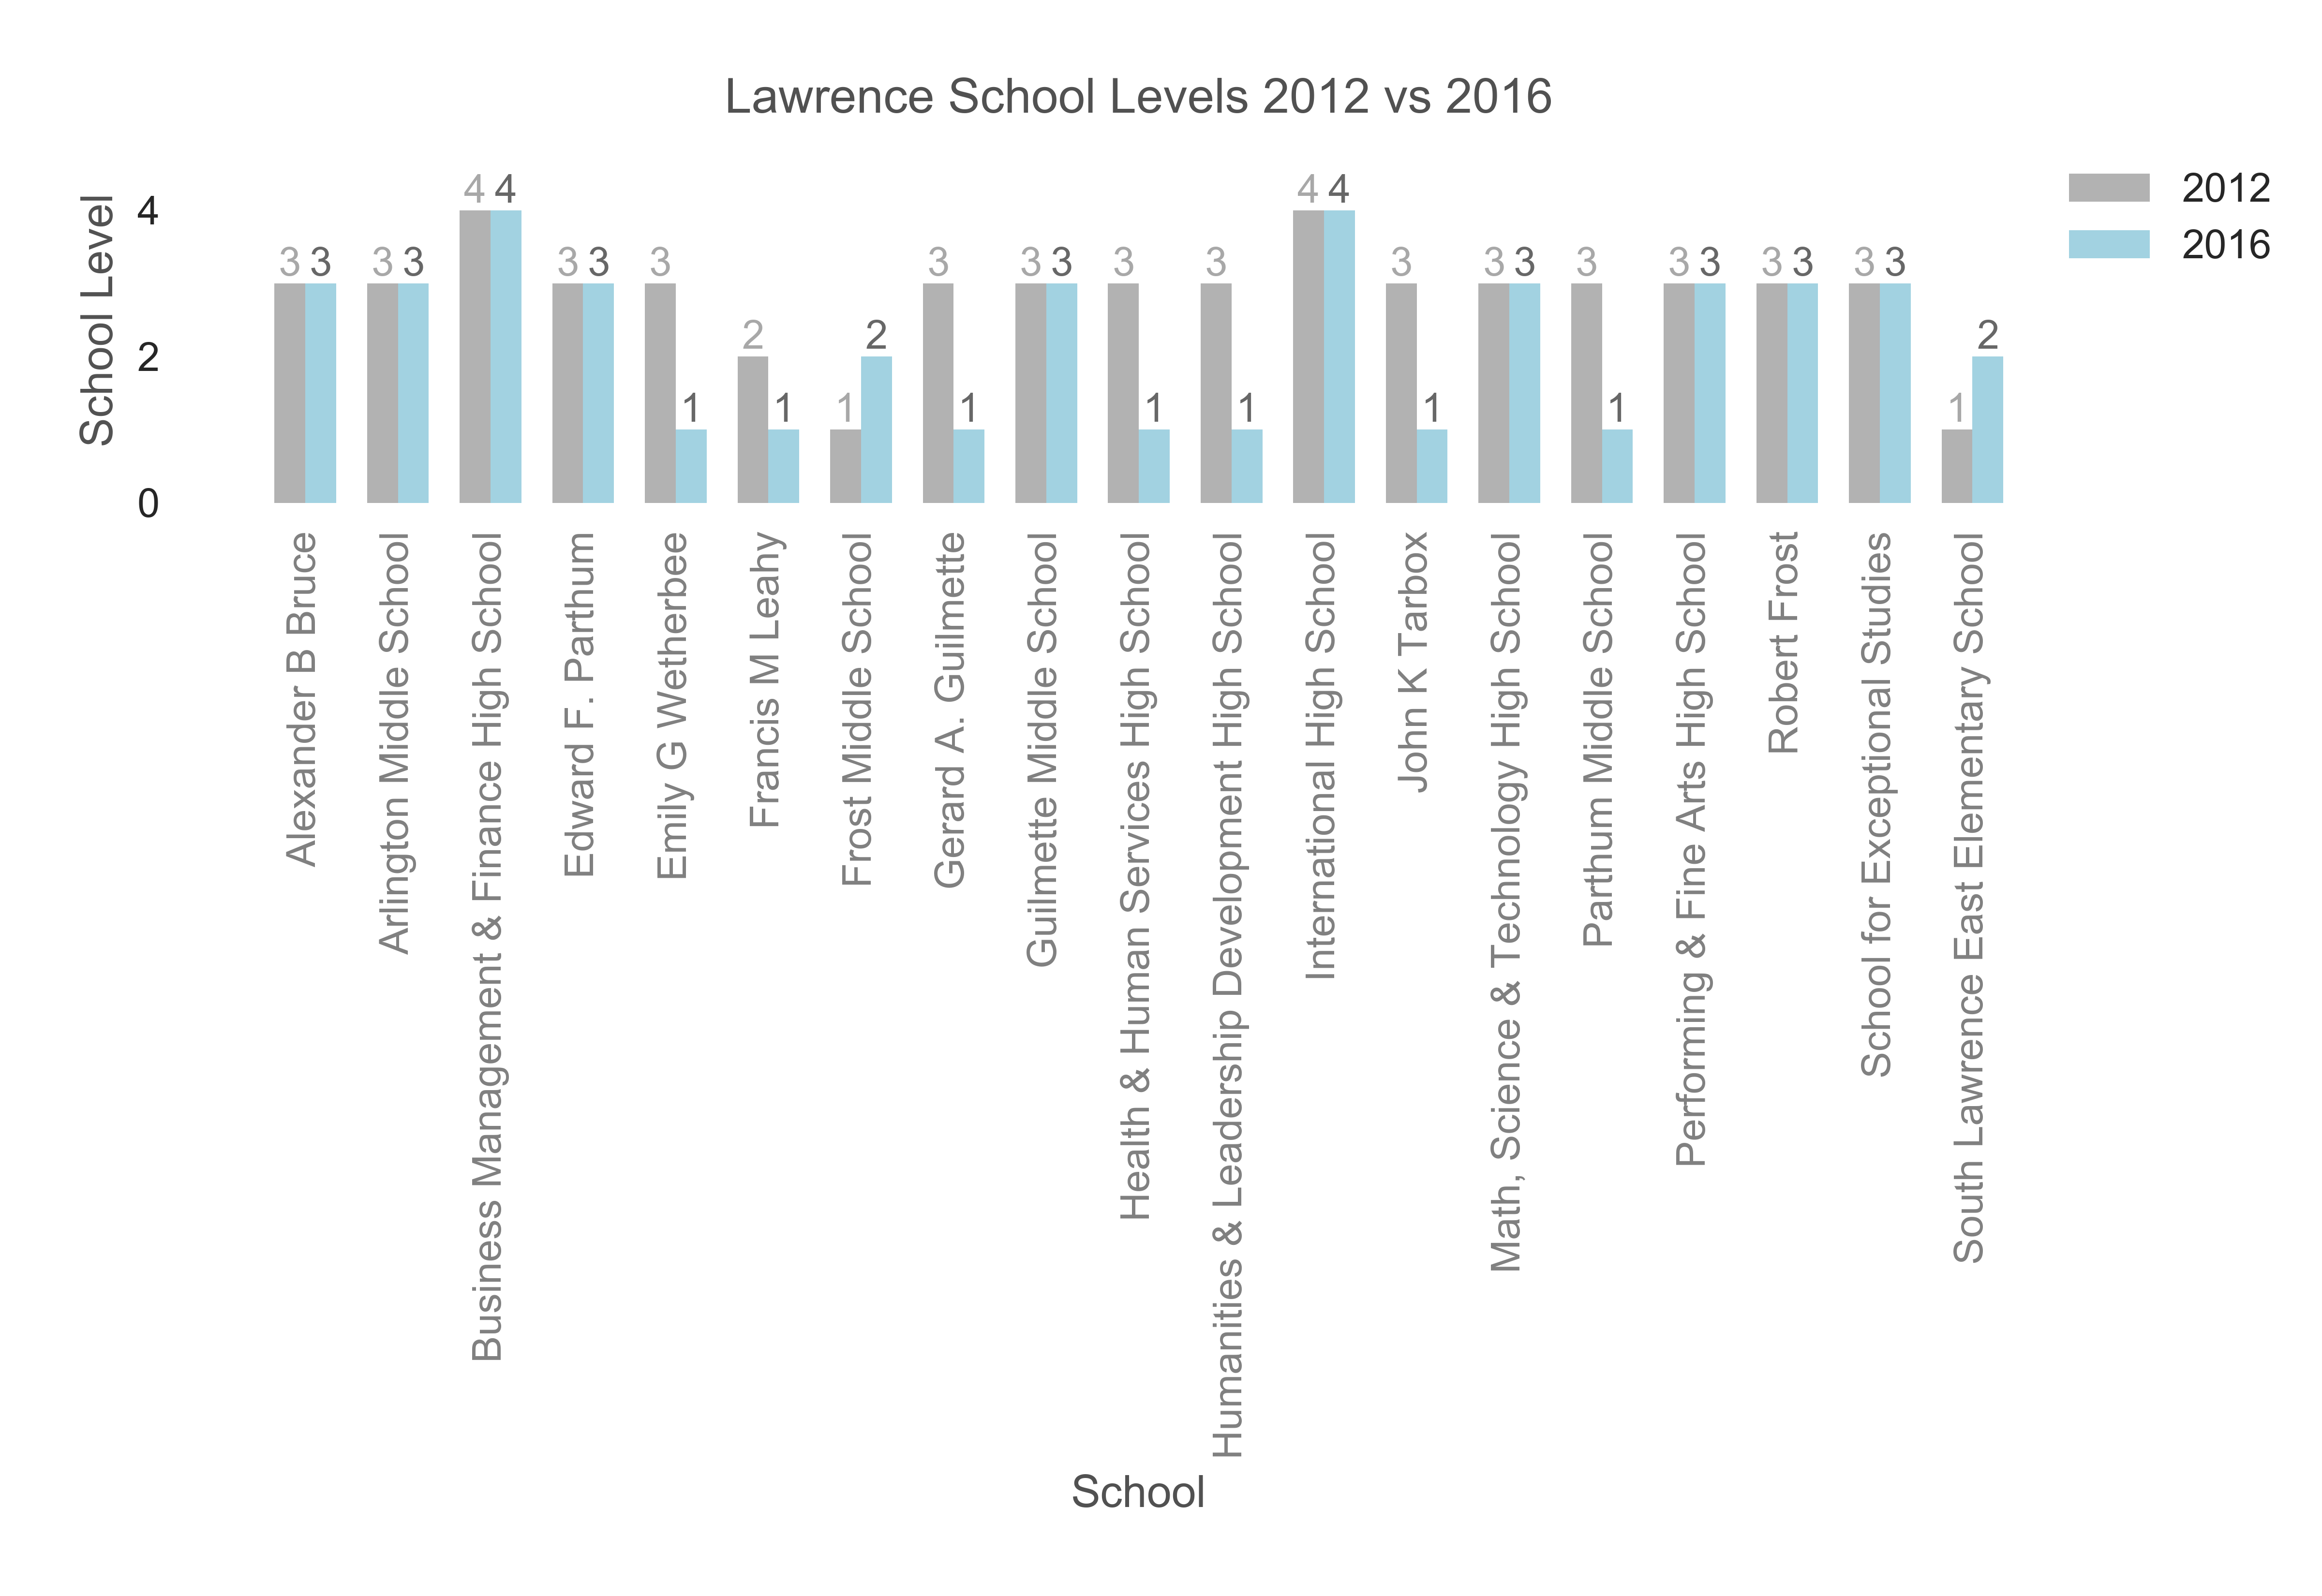 Lawrence School Levels 2012 vs 2016
School Level
4
2
0
2012
2016
3 3
3 3
4 4
3 3
3 1
2 1
1 2
3 1
3 3
3 1
3 1
4 4
3 1
3 3
3 1
3 3
3 3
3 3
1 2
Alexander B Bruce
Arlington Middle School
Business Management & Finance High School
Edward F. Parthum
Emily G Wetherbee
Francis M Leahy
Frost Middle School
Gerard A. Guilmette
Guilmette Middle School
Health & Human Services High School
Humanities & Leadership Development High School
International High School
John K Tarbox
Math, Science & Technology High School
Parthum Middle School
Performing & Fine Arts High School
Robert Frost
School for Exceptional Studies
South Lawrence East Elementary School
School